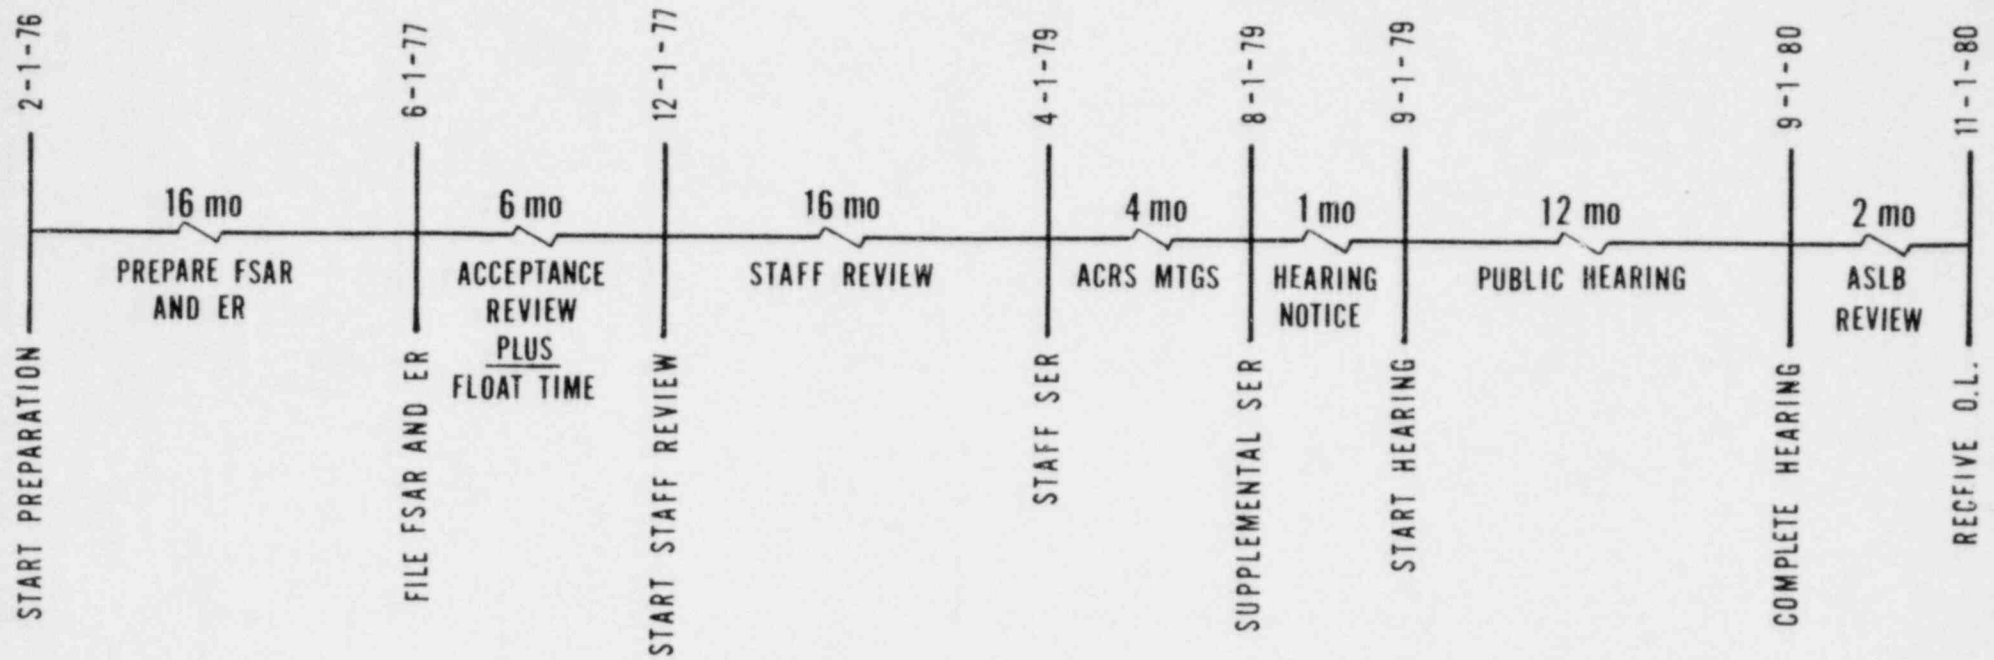 2-1-76
6-1-77
12-1-77
4-1-79
8-1-79
9-1-79
9-1-80
11-1-80
16 mo
6 mo
16 mo
4 mo
1 mo
12 mo
2 mo
PREPARE FSAR
AND ER
ACCEPTANCE
REVIEW
PLUS
FLOAT TIME
STAFF REVIEW
ACRS MTGS
HEARING
NOTICE
PUBLIC HEARING
ASLB
REVIEW
START PREPARATION
FILE FSAR AND ER
START STAFF REVIEW
STAFF SER
SUPPLEMENTAL SER
START HEARING
COMPLETE HEARING
RECEIVE O.L.